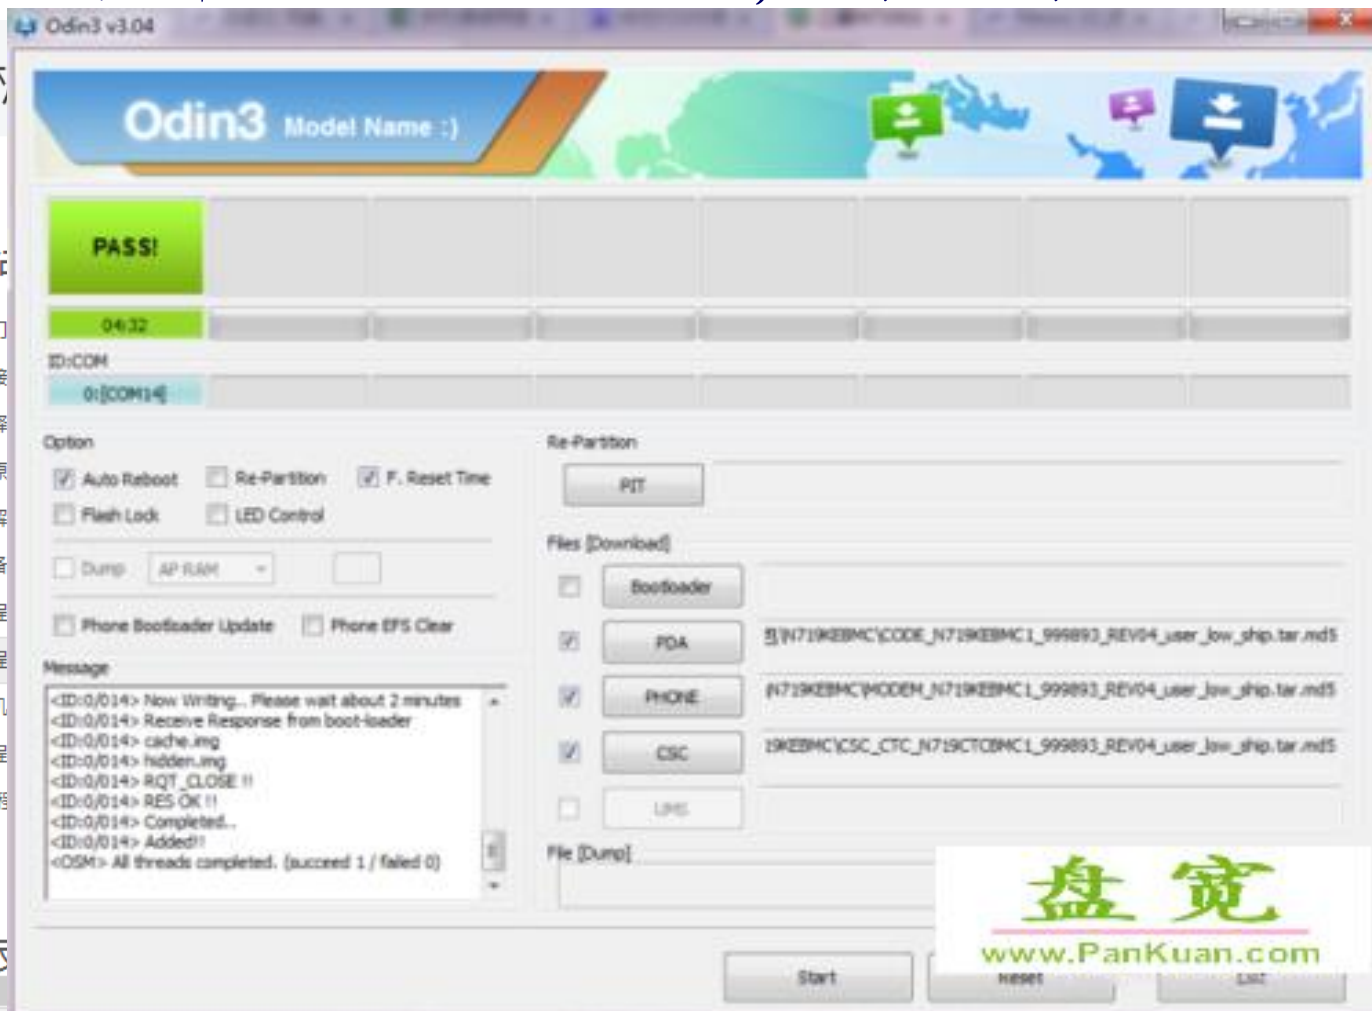 Odin3 v3.04
Odin3 Model Name :)
PASS!
04:32
ID:COM
0:[COM14]
Option
Auto Reboot
Re-Partition
F. Reset Time
Flash Lock
LED Control
Dump
AP RAM
Phone Bootloader Update
Phone EFS Clear
Message
<ID:0/014> Now Writing.. Please wait about 2 minutes
<ID:0/014> Receive Response from boot-loader
<ID:0/014> cache.img
<ID:0/014> hidden.img
<ID:0/014> RQT_CLOSE !!
<ID:0/014> RES OK !!
<ID:0/014> Completed..
<ID:0/014> Added!!
<OSM> All threads completed. (succeed 1 / failed 0)
Re-Partition
PIT
Files [Download]
Bootloader
PDA
\N719KEBMC\CODE_N719KEBMC1_999893_REV04_user_low_ship.tar.md5
PHONE
\N719KEBMC\MODEM_N719KEBMC1_999893_REV04_user_low_ship.tar.md5
CSC
19KEBMC\CSC_CTC_N719CTCBMC1_999893_REV04_user_low_ship.tar.md5
UMS
File [Dump]
Start
Reset
盘宽
www.PanKuan.com